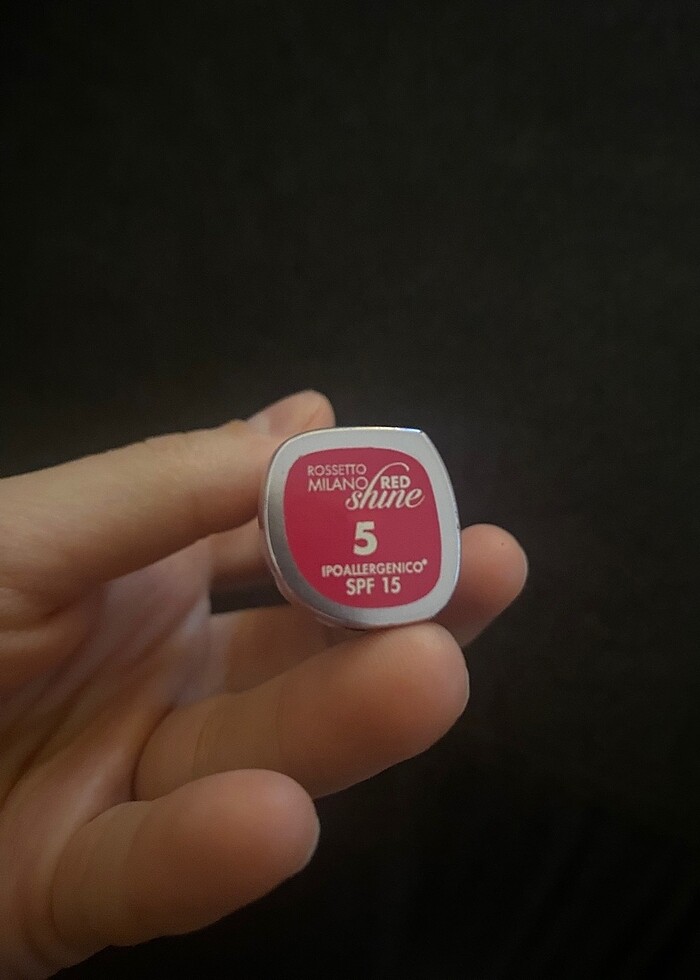 ROSSETTO
MILANO RED
shine
5
IPOALLERGENICO*
SPF 15